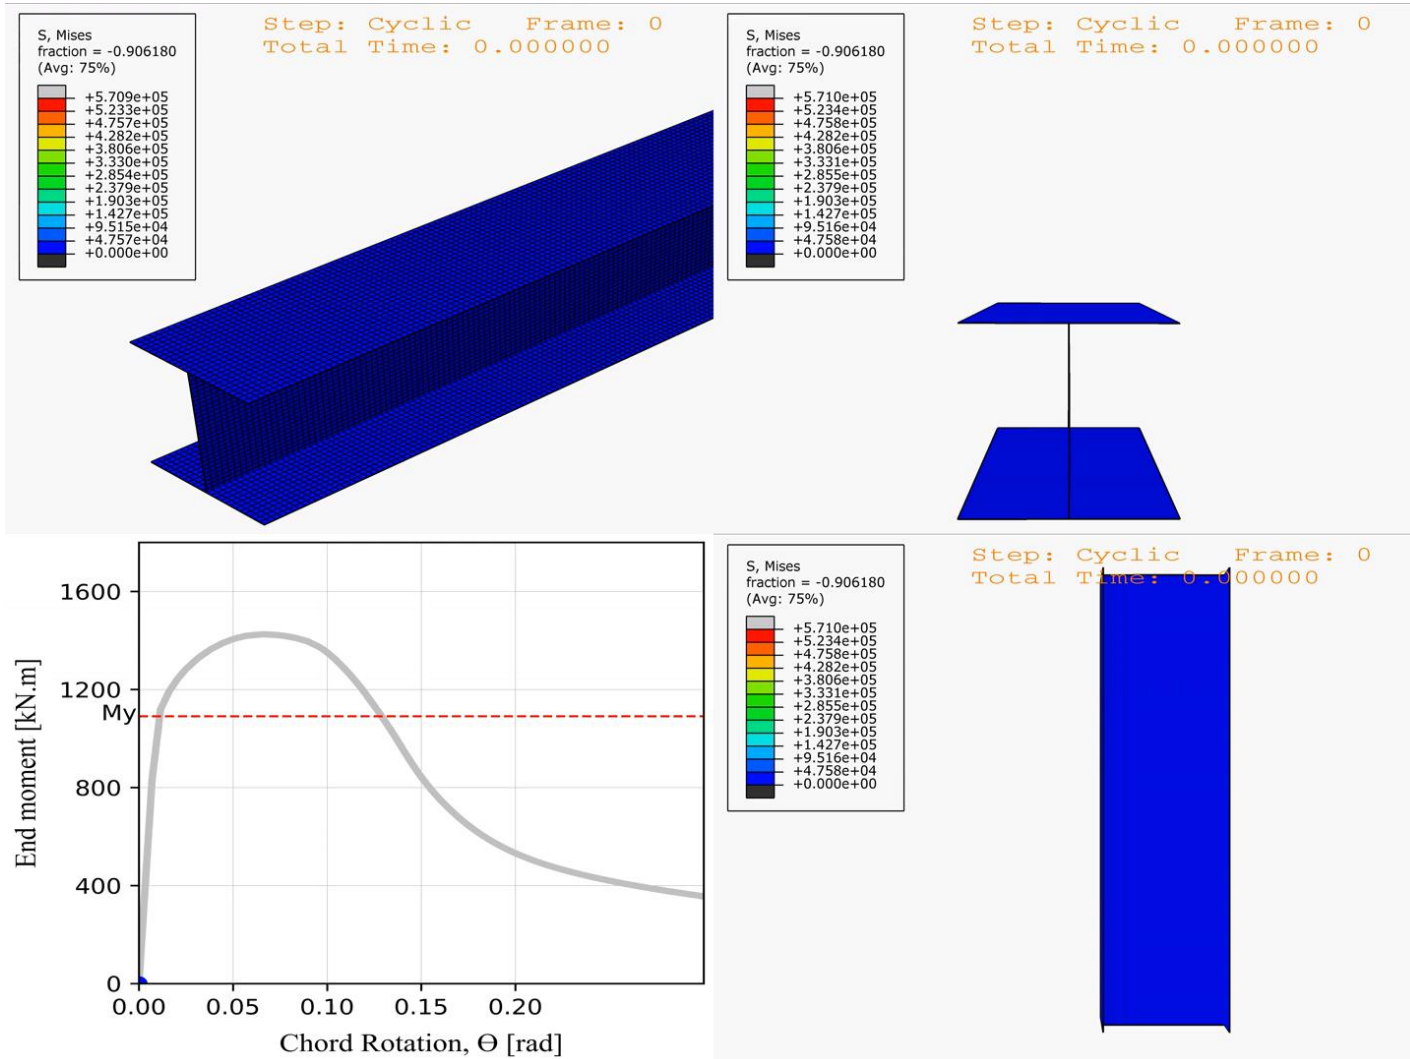 S, Mises
fraction = -0.906180
(Avg: 75%)
+5.709e+05
+5.233e+05
+4.757e+05
+4.282e+05
+3.806e+05
+3.330e+05
+2.854e+05
+2.379e+05
+1.903e+05
+1.427e+05
+9.515e+04
+4.757e+04
+0.000e+00
Step: Cyclic Frame: 0
Total Time: 0.000000
S, Mises
fraction = -0.906180
(Avg: 75%)
+5.710e+05
+5.234e+05
+4.758e+05
+4.282e+05
+3.806e+05
+3.331e+05
+2.855e+05
+2.379e+05
+1.903e+05
+1.427e+05
+9.516e+04
+4.758e+04
+0.000e+00
Step: Cyclic Frame: 0
Total Time: 0.000000
End moment [kN.m]
1600
1200
My
800
400
0
0.00 0.05 0.10 0.15 0.20
Chord Rotation, Ө [rad]
S, Mises
fraction = -0.906180
(Avg: 75%)
+5.710e+05
+5.234e+05
+4.758e+05
+4.282e+05
+3.806e+05
+3.331e+05
+2.855e+05
+2.379e+05
+1.903e+05
+1.427e+05
+9.516e+04
+4.758e+04
+0.000e+00
Step: Cyclic Frame: 0
Total Time: 0.000000